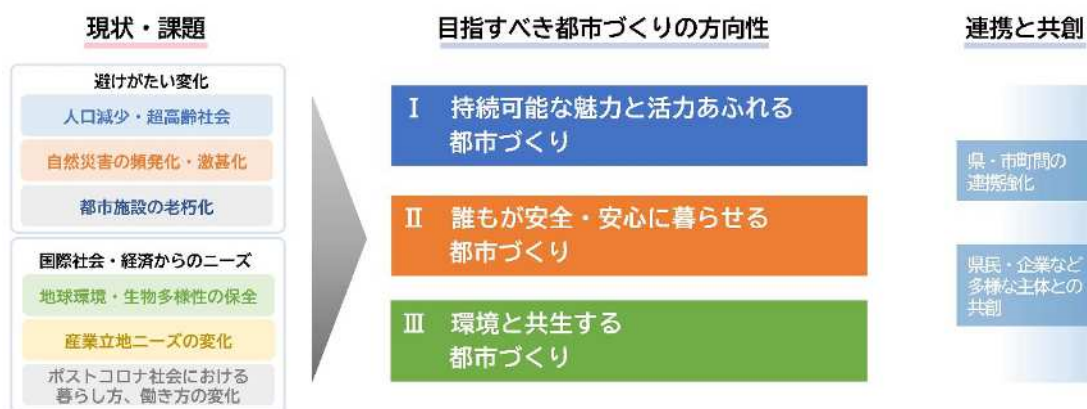 現状・課題
避けがたい変化
人口減少・超高齢社会
自然災害の頻発化・激甚化
都市施設の老朽化
国際社会・経済からのニーズ
地球環境・生物多様性の保全
産業立地ニーズの変化
ポストコロナ社会における
暮らし方、働き方の変化
目指すべき都市づくりの方向性
Ⅰ 持続可能な魅力と活力あふれる
都市づくり
Ⅱ 誰もが安全・安心に暮らせる
都市づくり
Ⅲ 環境と共生する
都市づくり
連携と共創
県・市町間の
連携強化
県民・企業など
多様な主体との
共創